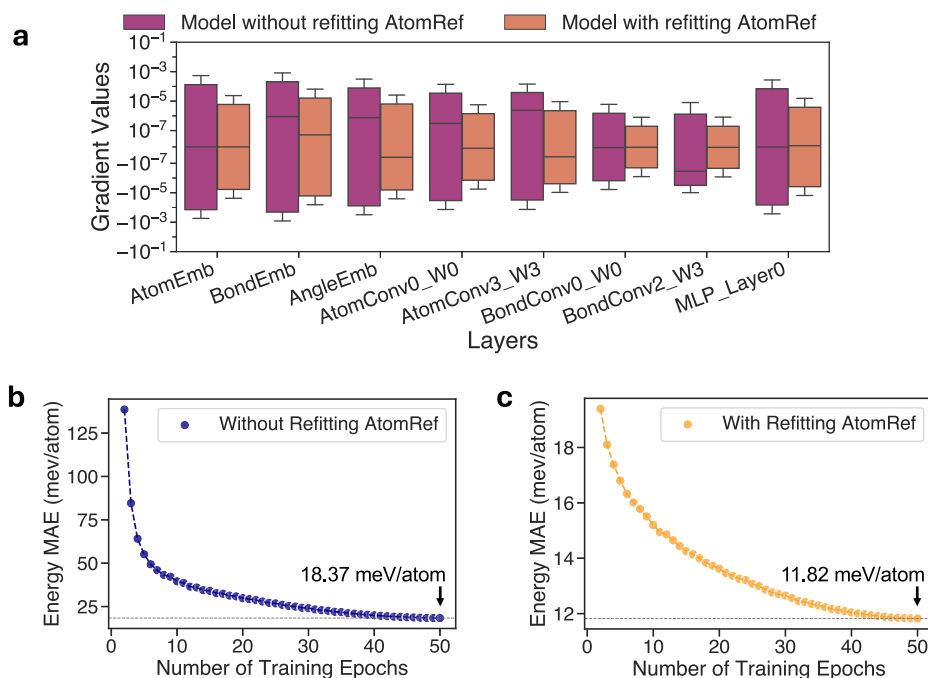 Model without refitting AtomRef
Model with refitting AtomRef
a
10⁻¹
10⁻³
10⁻⁵
10⁻⁷
−10⁻⁷
−10⁻⁵
−10⁻³
−10⁻¹
Gradient Values
AtomEmb
BondEmb
AngleEmb
AtomConv0_W0
AtomConv3_W3
BondConv0_W0
BondConv2_W3
MLP_Layer0
Layers
b
Energy MAE (mev/atom)
125
100
75
50
25
Without Refitting AtomRef
18.37 meV/atom
0
10
20
30
40
50
Number of Training Epochs
c
Energy MAE (mev/atom)
18
16
14
12
With Refitting AtomRef
11.82 meV/atom
0
10
20
30
40
50
Number of Training Epochs